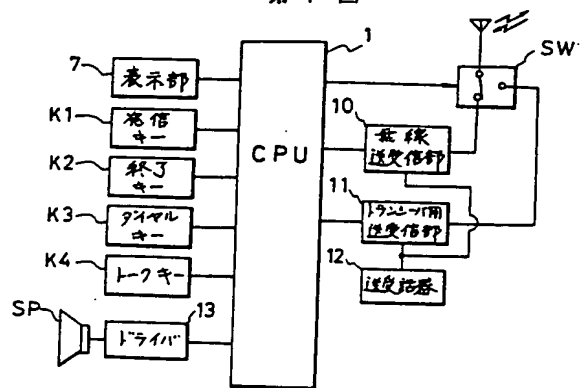 第1図
1
SW1
7
表示部
K1
発信
キー
10
無線
送受信部
K2
終了
キー
CPU
K3
ダイヤル
キー
11
トランシーバ用
送受信部
K4
トークキー
12
送受話器
SP
13
ドライバ